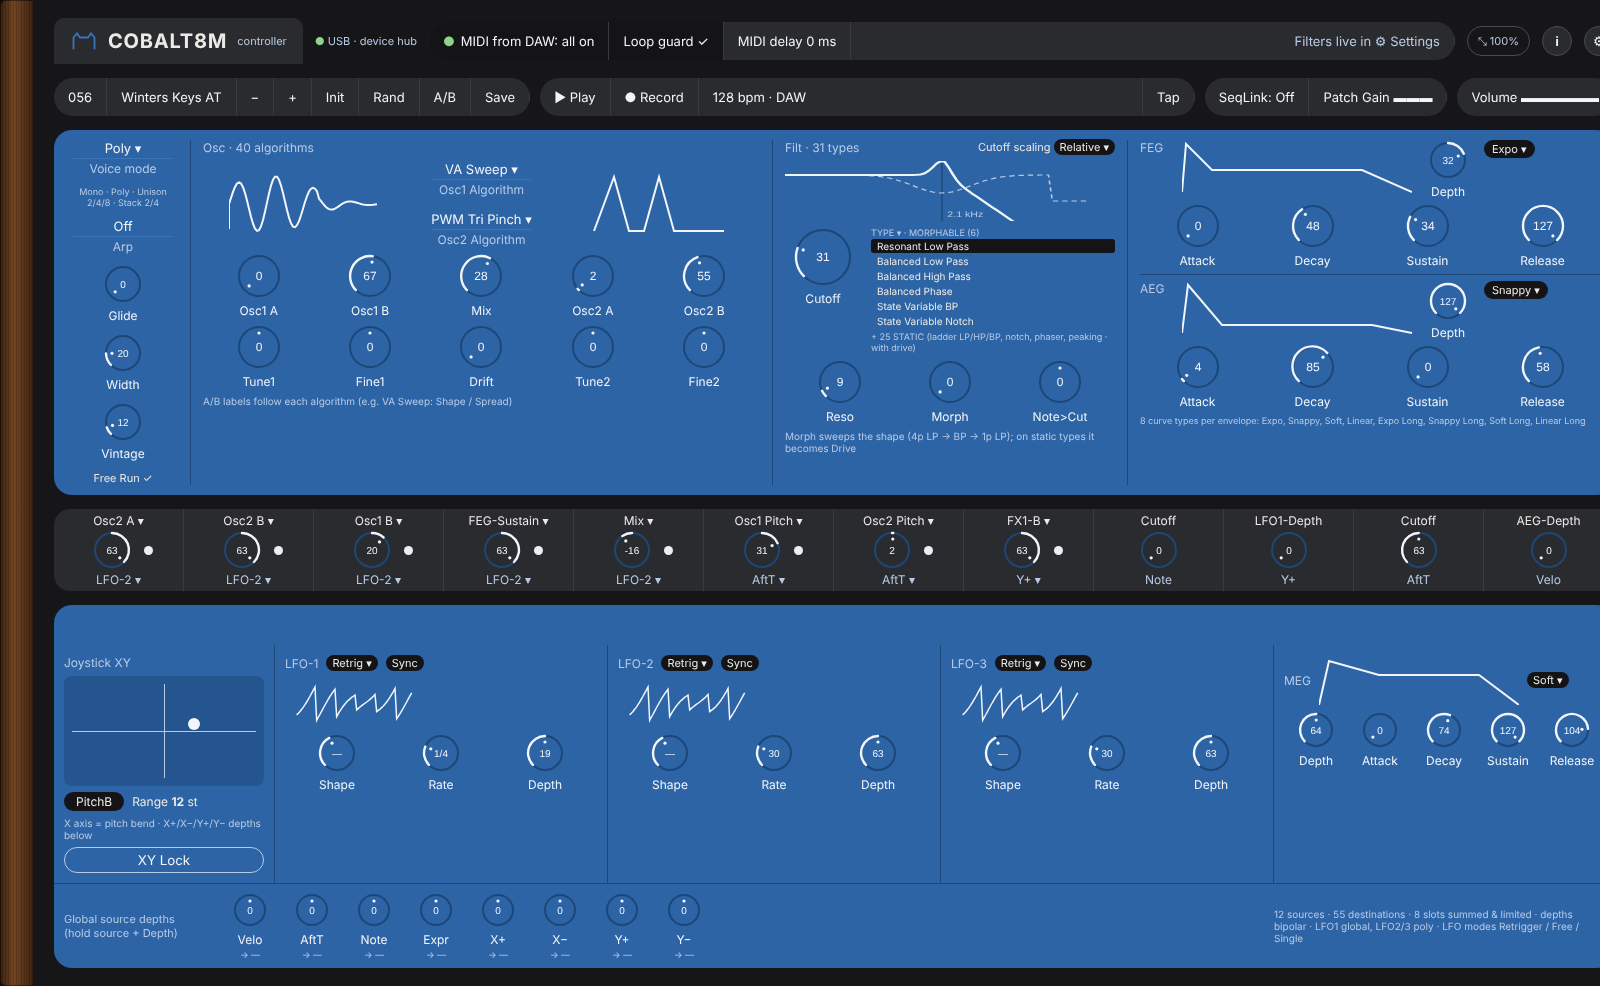 COBALT8M controller USB · device hub MIDI from DAW: all on Loop guard ✓ MIDI delay 0 ms Filters live in ⚙ Settings ⤡ 100% i
056 Winters Keys AT − + Init Rand A/B Save ▶ Play ● Record 128 bpm · DAW Tap SeqLink: Off Patch Gain Volume
Poly ▾
Voice mode
Mono · Poly · Unison
2/4/8 · Stack 2/4
Off
Arp
0
Glide
20
Width
12
Vintage
Free Run ✓
Osc · 40 algorithms
VA Sweep ▾
Osc1 Algorithm
PWM Tri Pinch ▾
Osc2 Algorithm
0 67 28 2 55
Osc1 A Osc1 B Mix Osc2 A Osc2 B
0 0 0 0 0
Tune1 Fine1 Drift Tune2 Fine2
A/B labels follow each algorithm (e.g. VA Sweep: Shape / Spread)
Filt · 31 types Cutoff scaling Relative ▾
2.1 kHz
31
Cutoff
TYPE ▾ · MORPHABLE (6)
Resonant Low Pass
Balanced Low Pass
Balanced High Pass
Balanced Phase
State Variable BP
State Variable Notch
+ 25 STATIC (ladder LP/HP/BP, notch, phaser, peaking ·
with drive)
9 0 0
Reso Morph Note>Cut
Morph sweeps the shape (4p LP → BP → 1p LP); on static types it
becomes Drive
FEG 32 Expo ▾
Depth
0 48 34 127
Attack Decay Sustain Release
AEG 127 Snappy ▾
Depth
4 85 0 58
Attack Decay Sustain Release
8 curve types per envelope: Expo, Snappy, Soft, Linear, Expo Long, Snappy Long, Soft Long, Linear Long
Osc2 A ▾ Osc2 B ▾ Osc1 B ▾ FEG-Sustain ▾ Mix ▾ Osc1 Pitch ▾ Osc2 Pitch ▾ FX1-B ▾ Cutoff LFO1-Depth Cutoff AEG-Depth
63 63 20 63 -16 31 2 63 0 0 63 0
LFO-2 ▾ LFO-2 ▾ LFO-2 ▾ LFO-2 ▾ LFO-2 ▾ AftT ▾ AftT ▾ Y+ ▾ Note Y+ AftT Velo
Joystick XY
PitchB Range 12 st
X axis = pitch bend · X+/X−/Y+/Y− depths
below
XY Lock
LFO-1 Retrig ▾ Sync
— 1/4 19
Shape Rate Depth
LFO-2 Retrig ▾ Sync
— 30 63
Shape Rate Depth
LFO-3 Retrig ▾ Sync
— 30 63
Shape Rate Depth
MEG Soft ▾
64 0 74 127 104
Depth Attack Decay Sustain Release
Global source depths
(hold source + Depth)
0 0 0 0 0 0 0 0
Velo AftT Note Expr X+ X− Y+ Y−
→ — → — → — → — → — → — → — → —
12 sources · 55 destinations · 8 slots summed & limited · depths
bipolar · LFO1 global, LFO2/3 poly · LFO modes Retrigger / Free /
Single